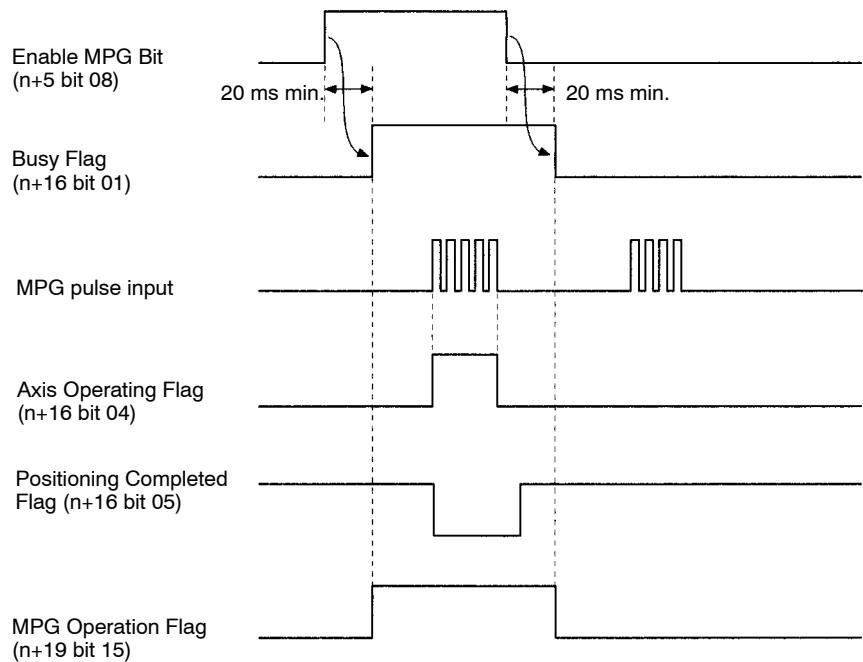 Enable MPG Bit
(n+5 bit 08)
20 ms min.
20 ms min.
Busy Flag
(n+16 bit 01)
MPG pulse input
Axis Operating Flag
(n+16 bit 04)
Positioning Completed
Flag (n+16 bit 05)
MPG Operation Flag
(n+19 bit 15)